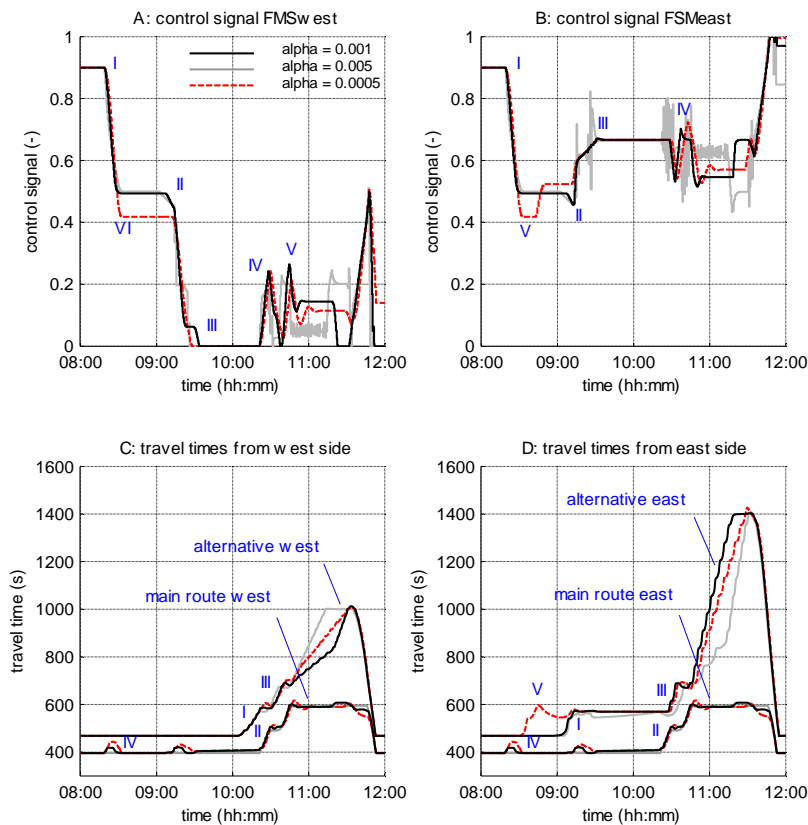 A: control signal FMSwest
B: control signal FSMeast
1
0.8
0.6
0.4
0.2
0
control signal (-)
I
II
VI
III
IV
V
alpha = 0.001
alpha = 0.005
alpha = 0.0005
08:00 09:00 10:00 11:00 12:00
time (hh:mm)
1
0.8
0.6
0.4
0.2
0
control signal (-)
I
III
IV
II
V
08:00 09:00 10:00 11:00 12:00
time (hh:mm)
C: travel times from west side
D: travel times from east side
1600
1400
1200
1000
800
600
400
travel time (s)
alternative west
main route west
III
I
II
IV
08:00 09:00 10:00 11:00 12:00
time (hh:mm)
1600
1400
1200
1000
800
600
400
travel time (s)
alternative east
main route east
V
III
I
II
IV
08:00 09:00 10:00 11:00 12:00
time (hh:mm)